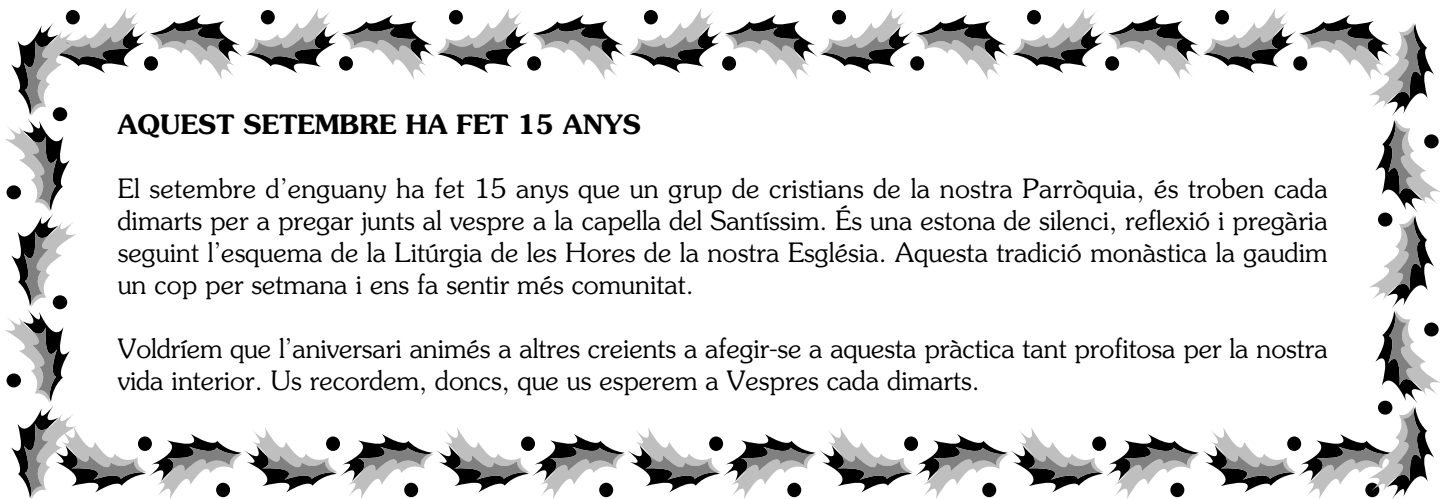 AQUEST SETEMBRE HA FET 15 ANYS
El setembre d’enguany ha fet 15 anys que un grup de cristians de la nostra Parròquia, és troben cada
dimarts per a pregar junts al vespre a la capella del Santíssim. És una estona de silenci, reflexió i pregària
seguint l’esquema de la Litúrgia de les Hores de la nostra Església. Aquesta tradició monàstica la gaudim
un cop per setmana i ens fa sentir més comunitat.
Voldríem que l’aniversari animés a altres creients a afegir-se a aquesta pràctica tant profitosa per la nostra
vida interior. Us recordem, doncs, que us esperem a Vespres cada dimarts.